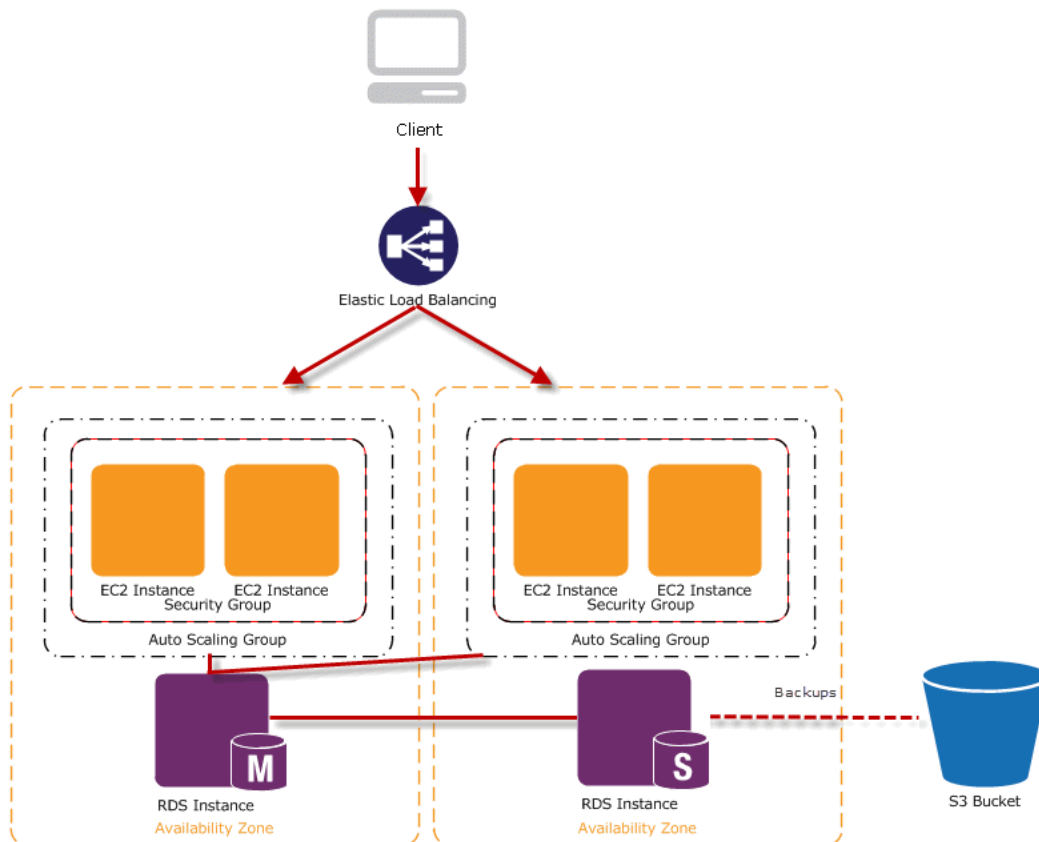 Client
Elastic Load Balancing
EC2 Instance EC2 Instance
Security Group
Auto Scaling Group
EC2 Instance EC2 Instance
Security Group
Auto Scaling Group
M
RDS Instance
Availability Zone
S
RDS Instance
Availability Zone
Backups
S3 Bucket